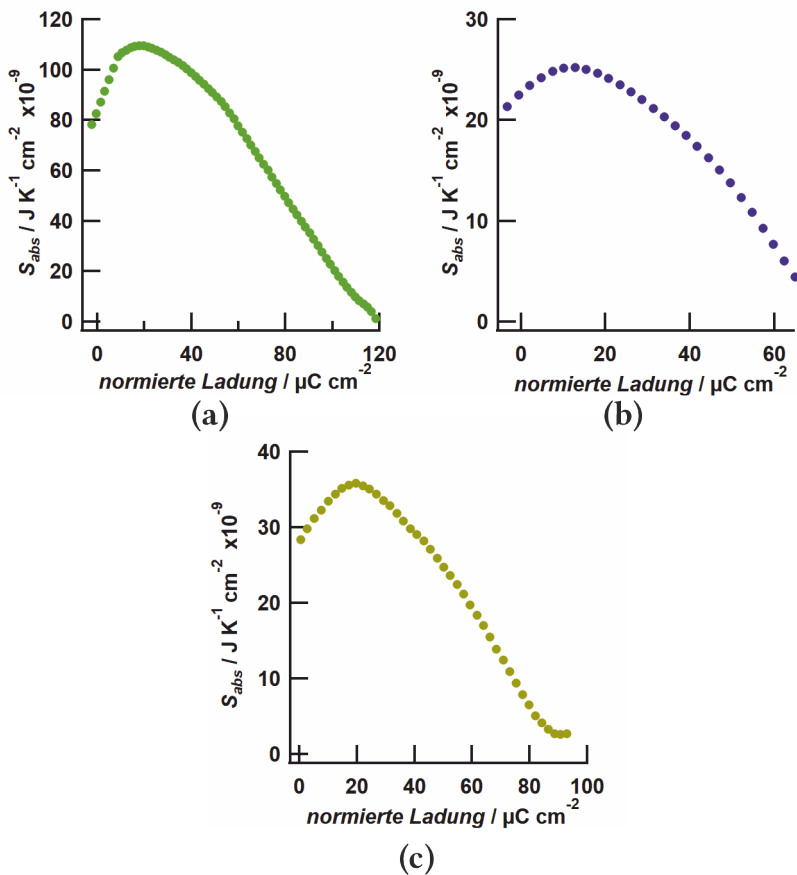 120
100
80
60
40
20
0
S_abs / J K^-1 cm^-2 x10^-9
0 40 80 120
normierte Ladung / µC cm^-2
(a)
30
20
10
0
S_abs / J K^-1 cm^-2 x10^-9
0 20 40 60
normierte Ladung / µC cm^-2
(b)
40
30
20
10
0
S_abs / J K^-1 cm^-2 x10^-9
0 20 40 60 80 100
normierte Ladung / µC cm^-2
(c)